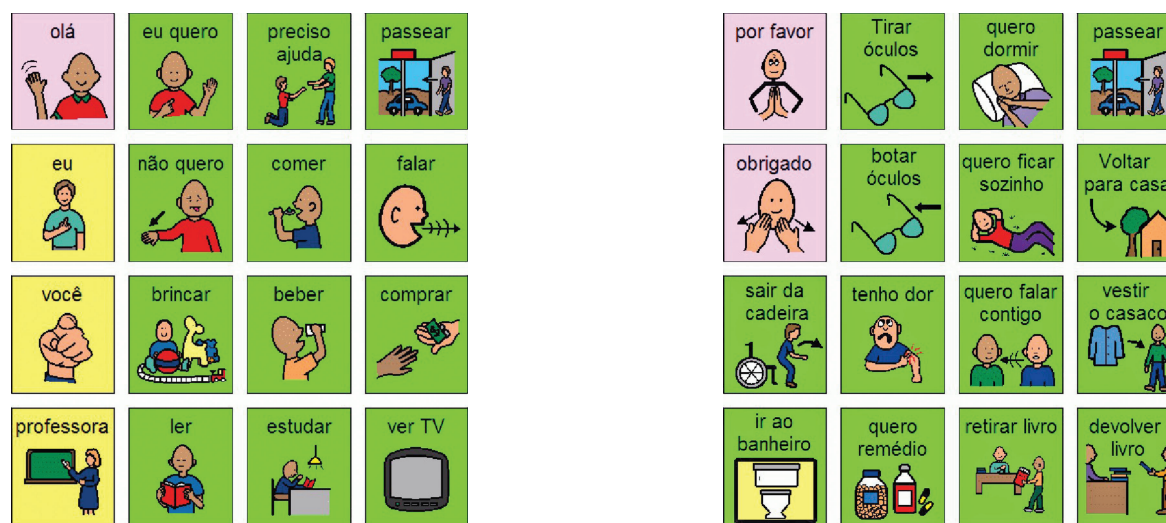 olá
eu quero
preciso
ajuda
passear
eu
não quero
comer
falar
você
brincar
beber
comprar
professora
ler
estudar
ver TV
por favor
Tirar
óculos
quero
dormir
passear
obrigado
botar
óculos
quero ficar
sozinho
Voltar
para casa
sair da
cadeira
tenho dor
quero falar
contigo
vestir
o casaco
ir ao
banheiro
quero
remédio
retirar livro
devolver
livro